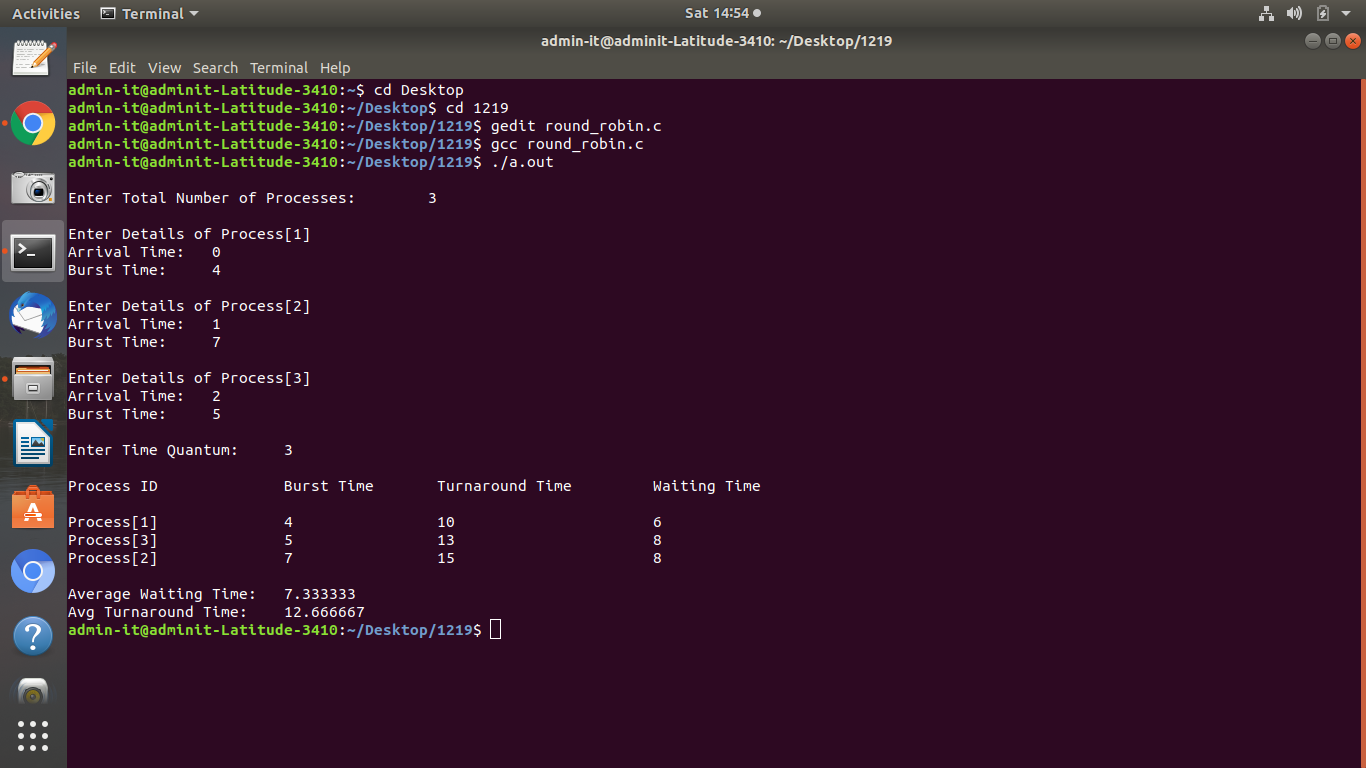 Activities Terminal Sat 14:54
admin-it@adminit-Latitude-3410: ~/Desktop/1219
File Edit View Search Terminal Help
admin-it@adminit-Latitude-3410:~$ cd Desktop
admin-it@adminit-Latitude-3410:~/Desktop$ cd 1219
admin-it@adminit-Latitude-3410:~/Desktop/1219$ gedit round_robin.c
admin-it@adminit-Latitude-3410:~/Desktop/1219$ gcc round_robin.c
admin-it@adminit-Latitude-3410:~/Desktop/1219$ ./a.out
Enter Total Number of Processes: 3
Enter Details of Process[1]
Arrival Time: 0
Burst Time: 4
Enter Details of Process[2]
Arrival Time: 1
Burst Time: 7
Enter Details of Process[3]
Arrival Time: 2
Burst Time: 5
Enter Time Quantum: 3
Process ID Burst Time Turnaround Time Waiting Time
Process[1] 4 10 6
Process[3] 5 13 8
Process[2] 7 15 8
Average Waiting Time: 7.333333
Avg Turnaround Time: 12.666667
admin-it@adminit-Latitude-3410:~/Desktop/1219$